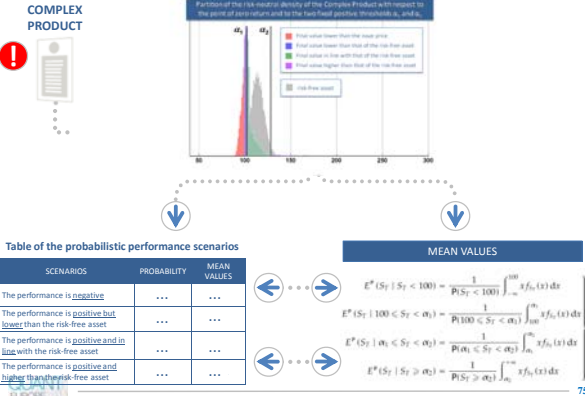 COMPLEX
PRODUCT
Partition of the risk-neutral density of the Complex Product with respect to
the point of zero return and to the two fixed positive thresholds α₁ and α₂
α₁ α₂
Final value lower than the issue price
Final value lower than that of the risk-free asset
Final value in line with that of the risk-free asset
Final value higher than that of the risk-free asset
risk-free asset
50 100 150 200 250 300
!
Table of the probabilistic performance scenarios
SCENARIOS PROBABILITY MEAN
VALUES
The performance is negative ... ...
The performance is positive but
lower than the risk-free asset ... ...
The performance is positive and in
line with the risk-free asset ... ...
The performance is positive and
higher than the risk-free asset ... ...
MEAN VALUES
E^P (S_T | S_T < 100) = 1 / P(S_T < 100) ∫_{-∞}^{100} x f_{S_T}(x) dx
E^P (S_T | 100 ⩽ S_T < α₁) = 1 / P(100 ⩽ S_T < α₁) ∫_{100}^{α₁} x f_{S_T}(x) dx
E^P (S_T | α₁ ⩽ S_T < α₂) = 1 / P(α₁ ⩽ S_T < α₂) ∫_{α₁}^{α₂} x f_{S_T}(x) dx
E^P (S_T | S_T ⩾ α₂) = 1 / P(S_T ⩾ α₂) ∫_{α₂}^{+∞} x f_{S_T}(x) dx
QUANT
EUROPE
75